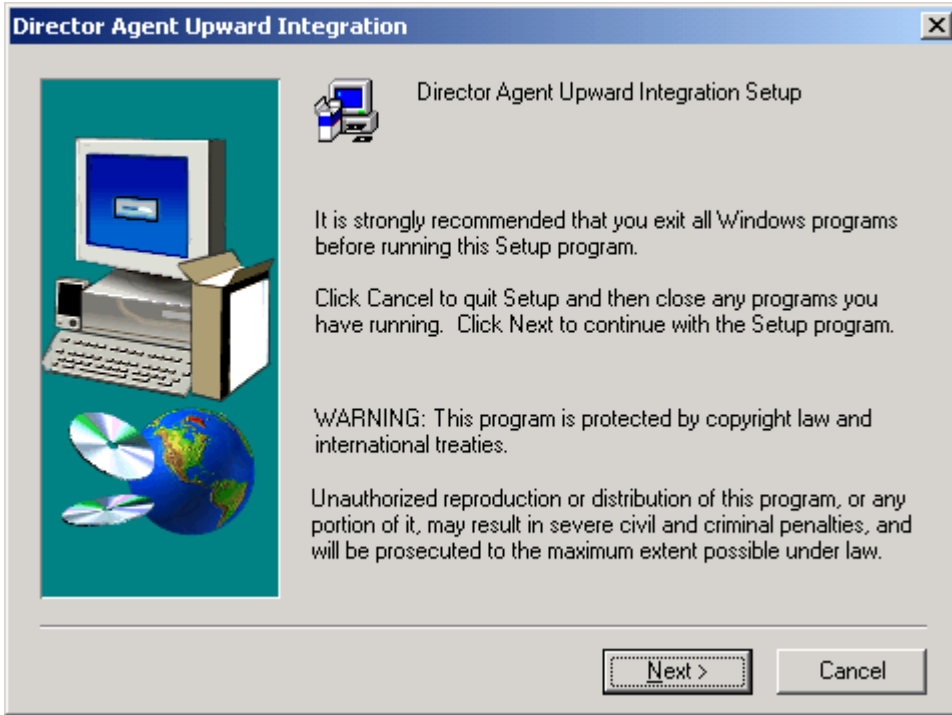 Director Agent Upward Integration
Director Agent Upward Integration Setup
It is strongly recommended that you exit all Windows programs
before running this Setup program.
Click Cancel to quit Setup and then close any programs you
have running.  Click Next to continue with the Setup program.
WARNING: This program is protected by copyright law and
international treaties.
Unauthorized reproduction or distribution of this program, or any
portion of it, may result in severe civil and criminal penalties, and
will be prosecuted to the maximum extent possible under law.
Next >
Cancel